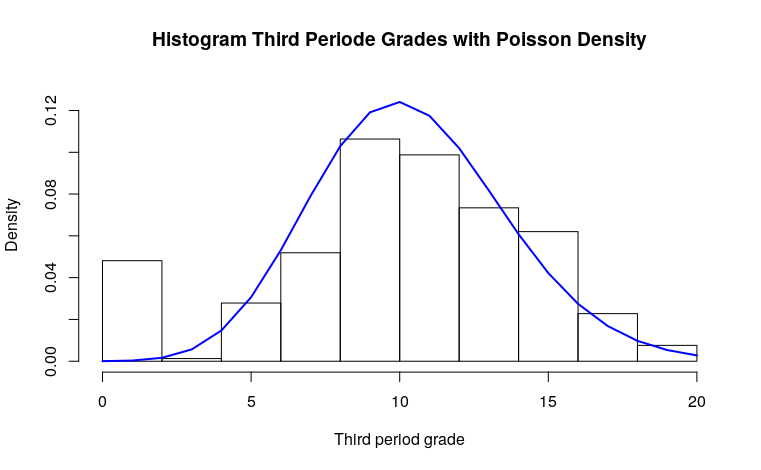 Histogram Third Periode Grades with Poisson Density
0.12
0.08
0.04
0.00
Density
0 5 10 15 20
Third period grade